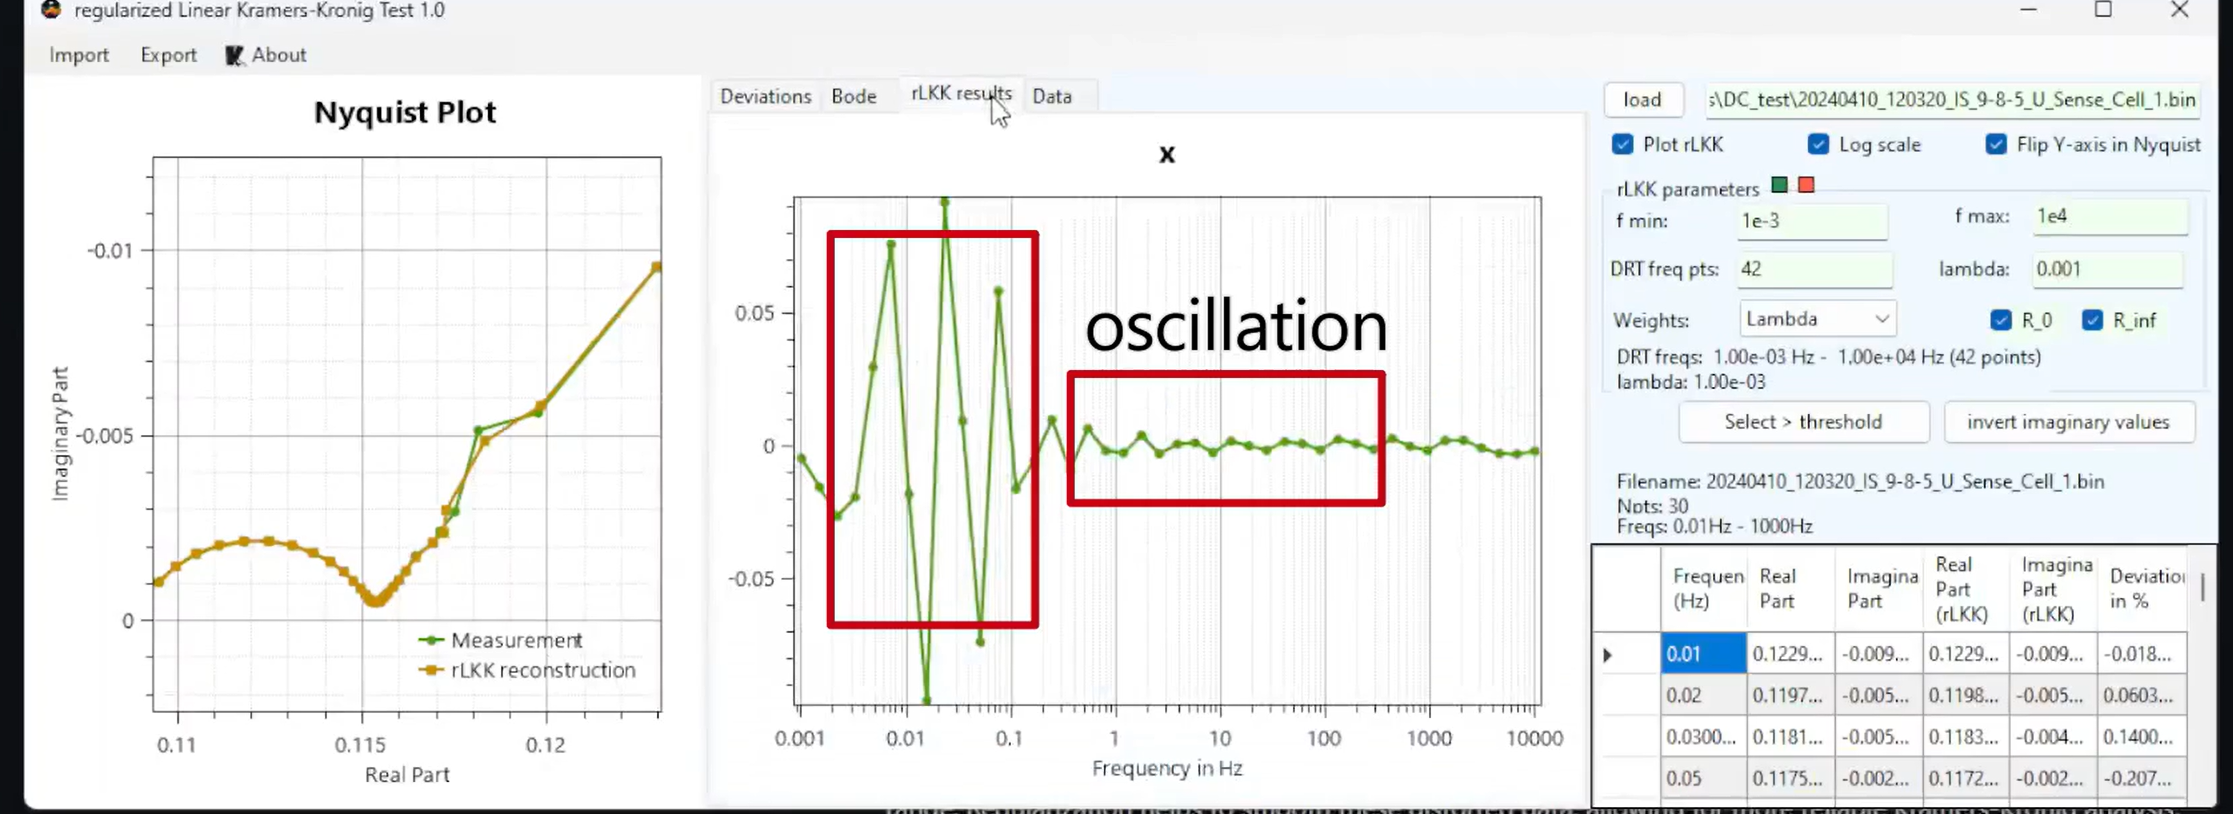 regularized Linear Kramers-Kronig Test 1.0
Import Export About
Nyquist Plot
-0.01
-0.005
0
Imaginary Part
Measurement
rLKK reconstruction
0.11 0.115 0.12
Real Part
Deviations Bode rLKK results Data
x
0.05
0
-0.05
oscillation
0.001 0.01 0.1 1 10 100 1000 10000
Frequency in Hz
load s\DC_test\20240410_120320_IS_9-8-5_U_Sense_Cell_1.bin
Plot rLKK Log scale Flip Y-axis in Nyquist
rLKK parameters
f min: 1e-3 f max: 1e4
DRT freq pts: 42 lambda: 0.001
Weights: Lambda R_0 R_inf
DRT freqs: 1.00e-03 Hz - 1.00e+04 Hz (42 points)
lambda: 1.00e-03
Select > threshold invert imaginary values
Filename: 20240410_120320_IS_9-8-5_U_Sense_Cell_1.bin
Npts: 30
Freqs: 0.01Hz - 1000Hz
Frequen Real Imagina Real Imagina Deviatio
(Hz) Part Part Part Part in %
(rLKK) (rLKK)
0.01 0.1229... -0.009... 0.1229... -0.009... -0.018...
0.02 0.1197... -0.005... 0.1198... -0.005... 0.0603...
0.0300... 0.1181... -0.005... 0.1183... -0.004... 0.1400...
0.05 0.1175... -0.002... 0.1172... -0.002... -0.207...